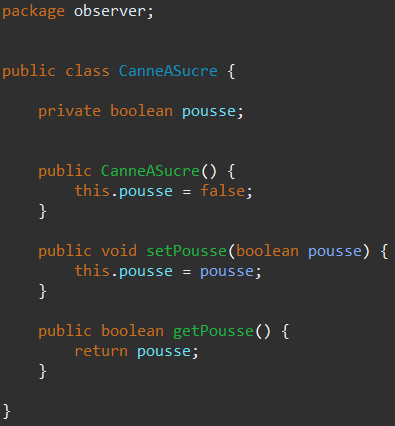 package observer;
public class CanneASucre {
private boolean pousse;
public CanneASucre() {
this.pousse = false;
}
public void setPousse(boolean pousse) {
this.pousse = pousse;
}
public boolean getPousse() {
return pousse;
}
}